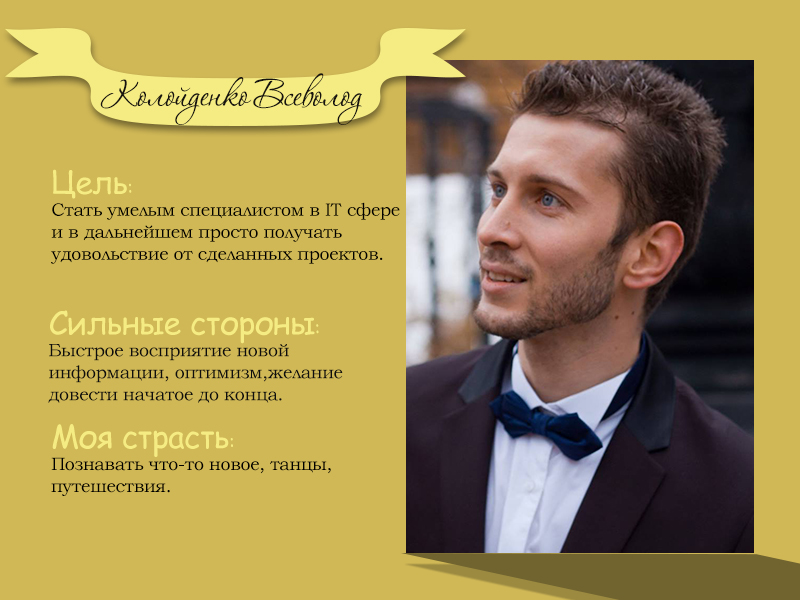 Колойденко Всеволод
Цель:
Стать умелым специалистом в IT сфере
и в дальнейшем просто получать
удовольствие от сделанных проектов.
Сильные стороны:
Быстрое восприятие новой
информации, оптимизм,желание
довести начатое до конца.
Моя страсть:
Познавать что-то новое, танцы,
путешествия.